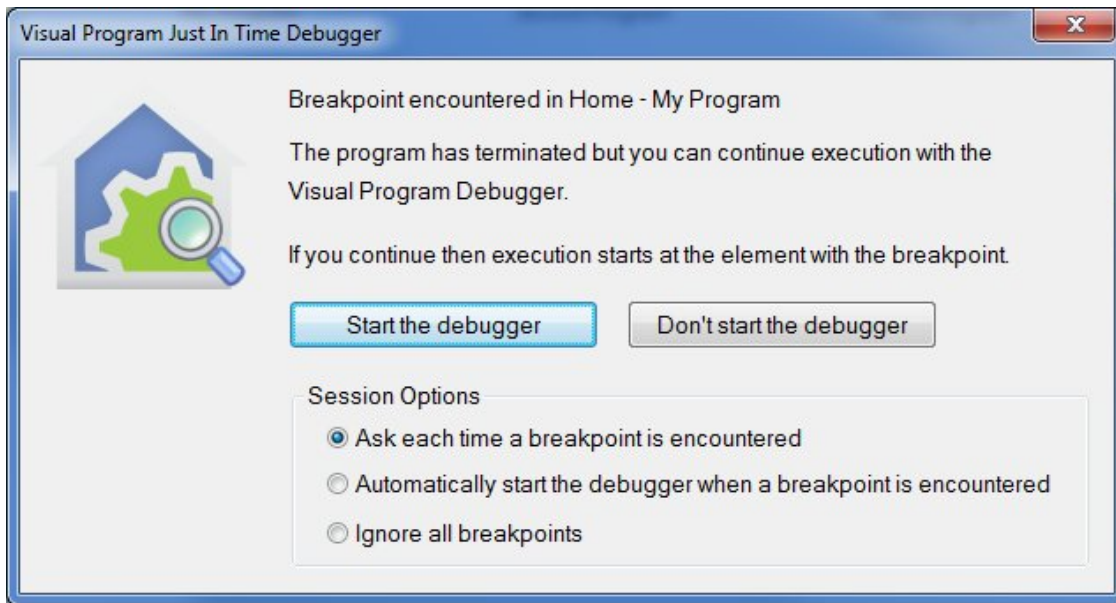 Visual Program Just In Time Debugger
Breakpoint encountered in Home - My Program
The program has terminated but you can continue execution with the
Visual Program Debugger.
If you continue then execution starts at the element with the breakpoint.
Start the debugger
Don't start the debugger
Session Options
Ask each time a breakpoint is encountered
Automatically start the debugger when a breakpoint is encountered
Ignore all breakpoints